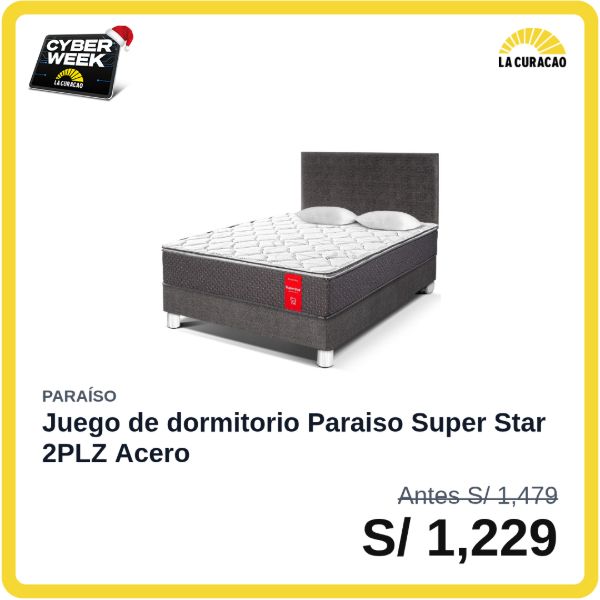 CYBER
WEEK
LA CURACAO
LA CURACAO
PARAÍSO
Juego de dormitorio Paraiso Super Star
2PLZ Acero
Antes S/ 1,479
S/ 1,229